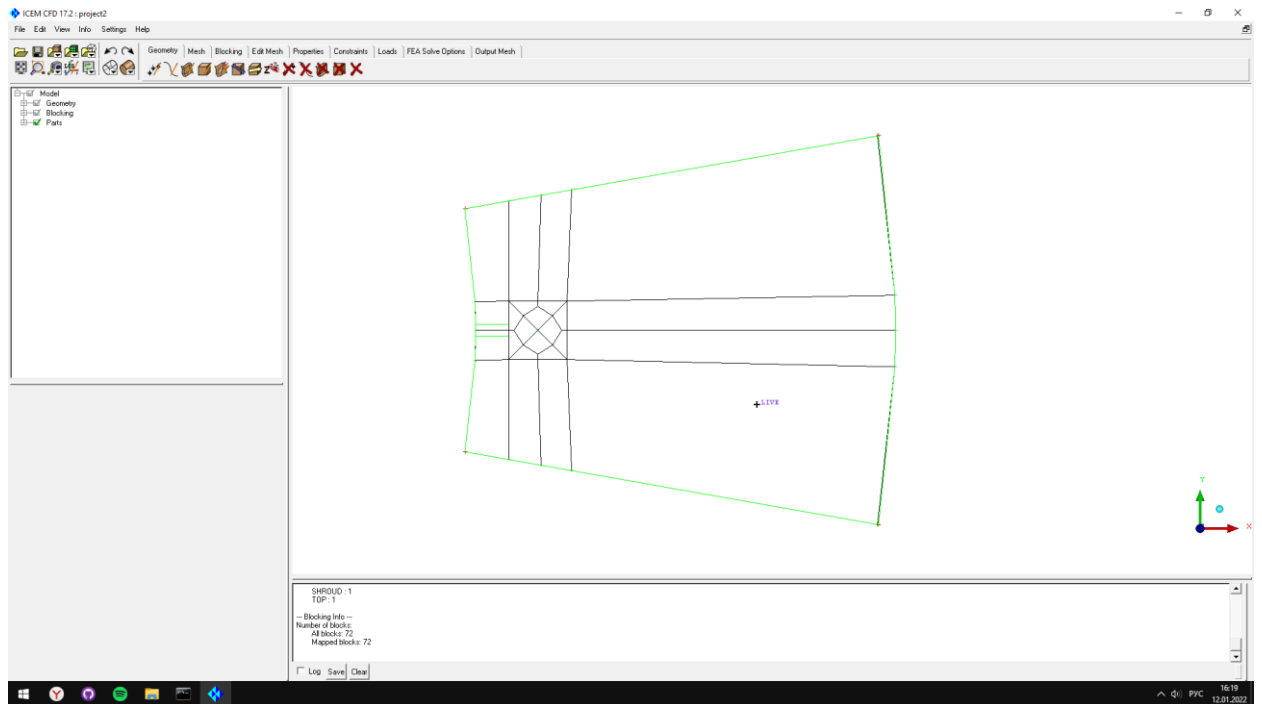 ICEM CFD 17.2 : project2
File Edit View Info Settings Help
Geometry Mesh Blocking Edit Mesh Properties Constraints Loads FEA Solve Options Output Mesh
Model
Geometry
Blocking
Parts
LIVE
Y
X
SHROUD : 1
TOP : 1
--- Blocking Info ---
Number of blocks:
All blocks: 72
Mapped blocks: 72
Log Save Clear
РУС
16:19
12.01.2022